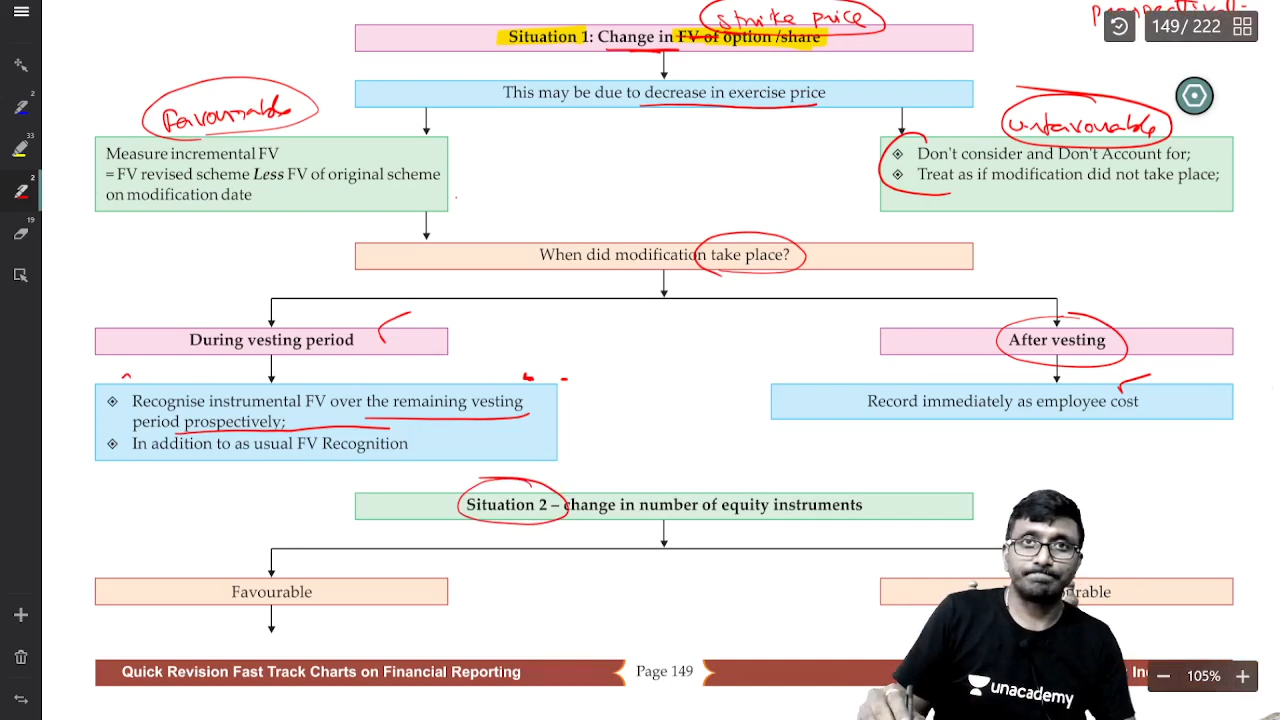 strike price
149/ 222
Situation 1: Change in FV of option /share
This may be due to decrease in exercise price
Favourable
unfavourable
Measure incremental FV
= FV revised scheme Less FV of original scheme
on modification date
Don't consider and Don't Account for;
Treat as if modification did not take place;
When did modification take place?
During vesting period
After vesting
Recognise instrumental FV over the remaining vesting
period prospectively;
In addition to as usual FV Recognition
Record immediately as employee cost
Situation 2 – change in number of equity instruments
Favourable
Quick Revision Fast Track Charts on Financial Reporting
Page 149
unacademy
105%
2
33
2
19